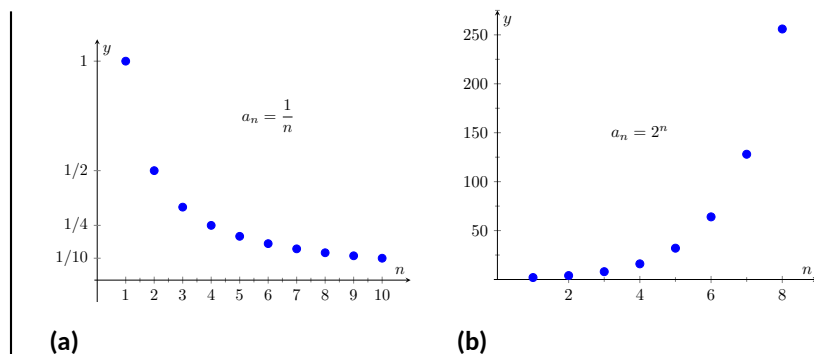 y
1
a_n = 1/n
1/2
1/4
1/10
n
1 2 3 4 5 6 7 8 9 10
(a)
y
250
200
a_n = 2^n
150
100
50
n
2 4 6 8
(b)